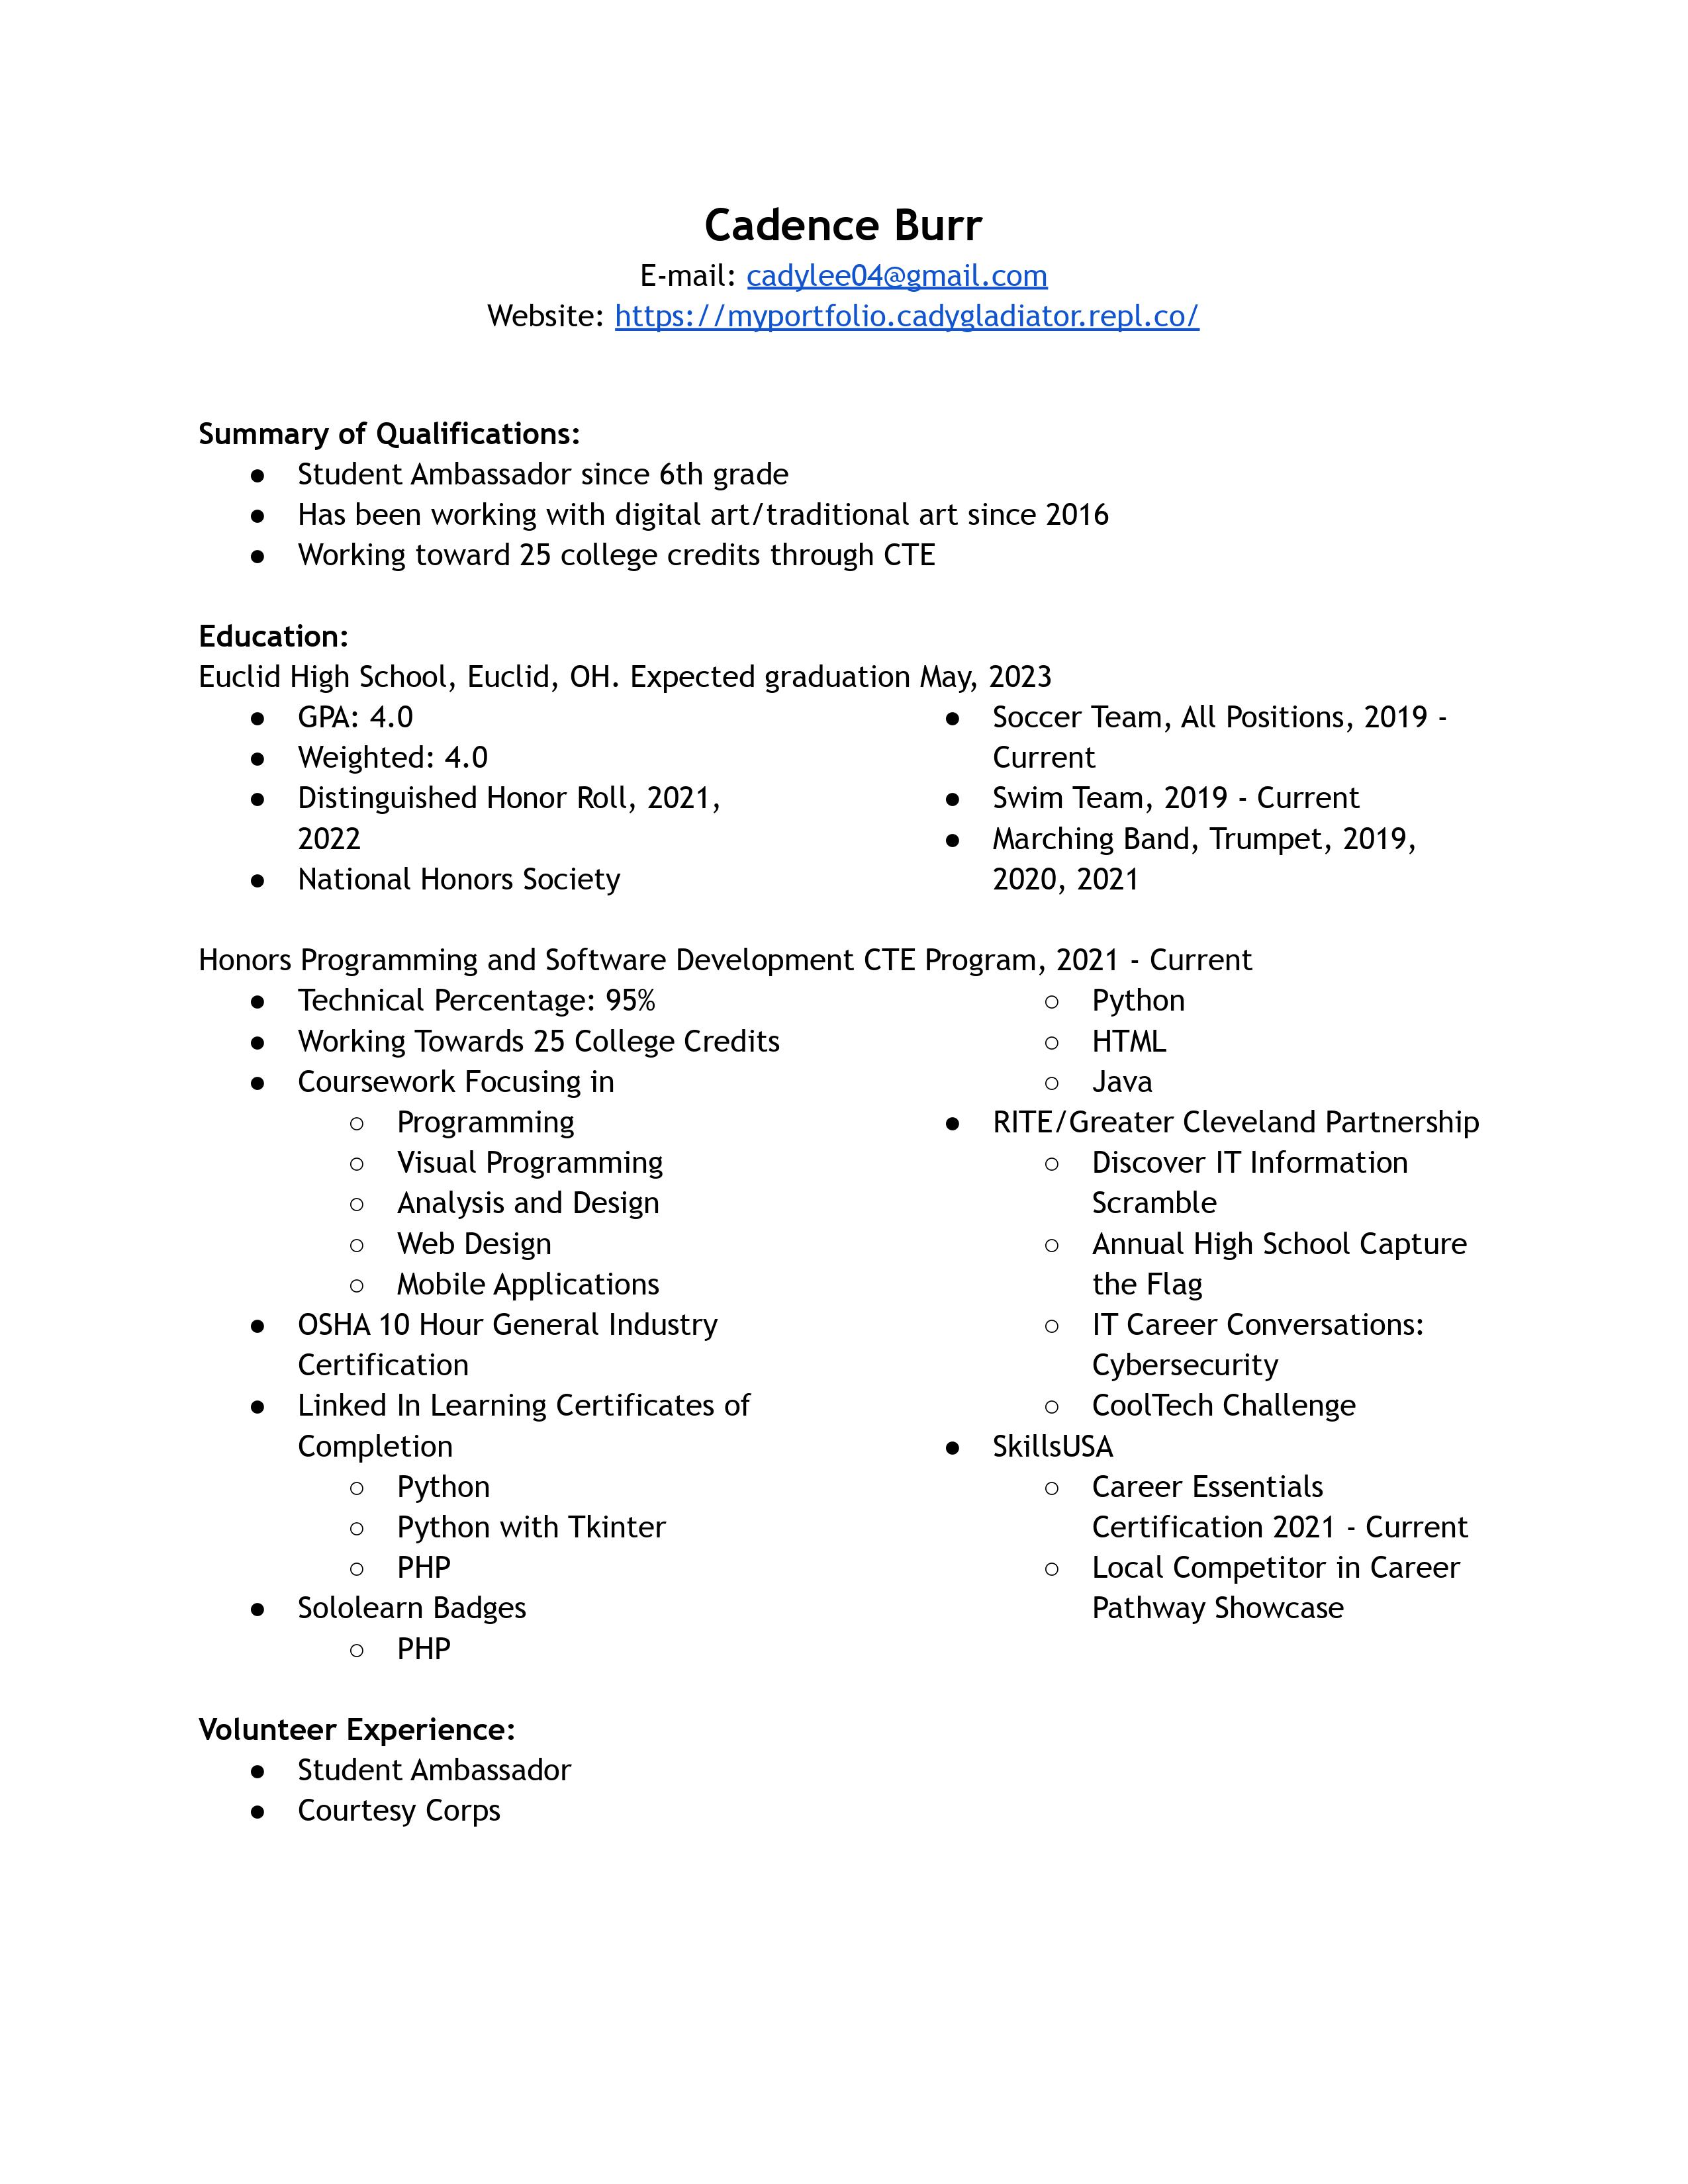 Cadence Burr
E-mail: cadylee04@gmail.com
Website: https://myportfolio.cadygladiator.repl.co/
Summary of Qualifications:
● Student Ambassador since 6th grade
● Has been working with digital art/traditional art since 2016
● Working toward 25 college credits through CTE
Education:
Euclid High School, Euclid, OH. Expected graduation May, 2023
● GPA: 4.0
● Weighted: 4.0
● Distinguished Honor Roll, 2021,
2022
● National Honors Society
● Soccer Team, All Positions, 2019 -
Current
● Swim Team, 2019 - Current
● Marching Band, Trumpet, 2019,
2020, 2021
Honors Programming and Software Development CTE Program, 2021 - Current
● Technical Percentage: 95%
● Working Towards 25 College Credits
● Coursework Focusing in
○ Programming
○ Visual Programming
○ Analysis and Design
○ Web Design
○ Mobile Applications
● OSHA 10 Hour General Industry
Certification
● Linked In Learning Certificates of
Completion
○ Python
○ Python with Tkinter
○ PHP
● Sololearn Badges
○ PHP
○ Python
○ HTML
○ Java
● RITE/Greater Cleveland Partnership
○ Discover IT Information
Scramble
○ Annual High School Capture
the Flag
○ IT Career Conversations:
Cybersecurity
○ CoolTech Challenge
● SkillsUSA
○ Career Essentials
Certification 2021 - Current
○ Local Competitor in Career
Pathway Showcase
Volunteer Experience:
● Student Ambassador
● Courtesy Corps